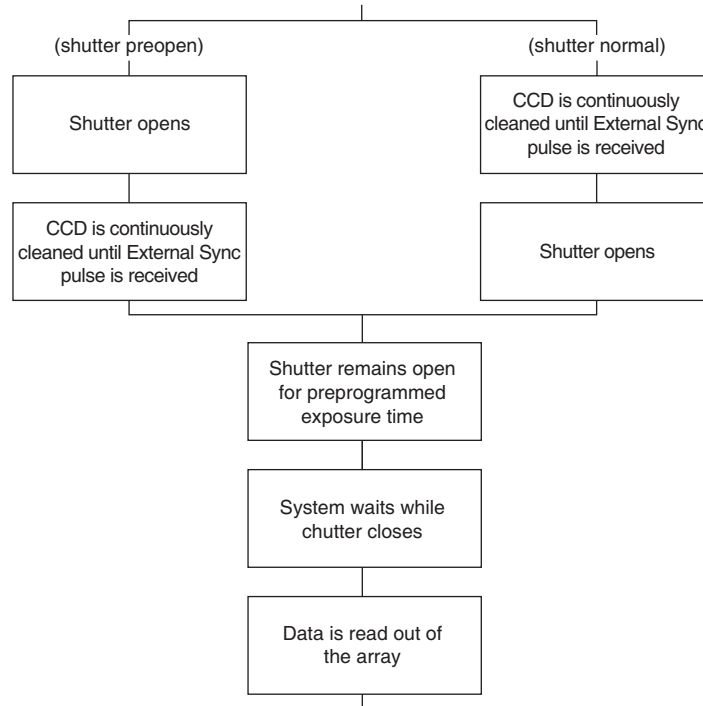 (shutter preopen)
(shutter normal)
Shutter opens
CCD is continuously
cleaned until External Sync
pulse is received
CCD is continuously
cleaned until External Sync
pulse is received
Shutter opens
Shutter remains open
for preprogrammed
exposure time
System waits while
chutter closes
Data is read out of
the array